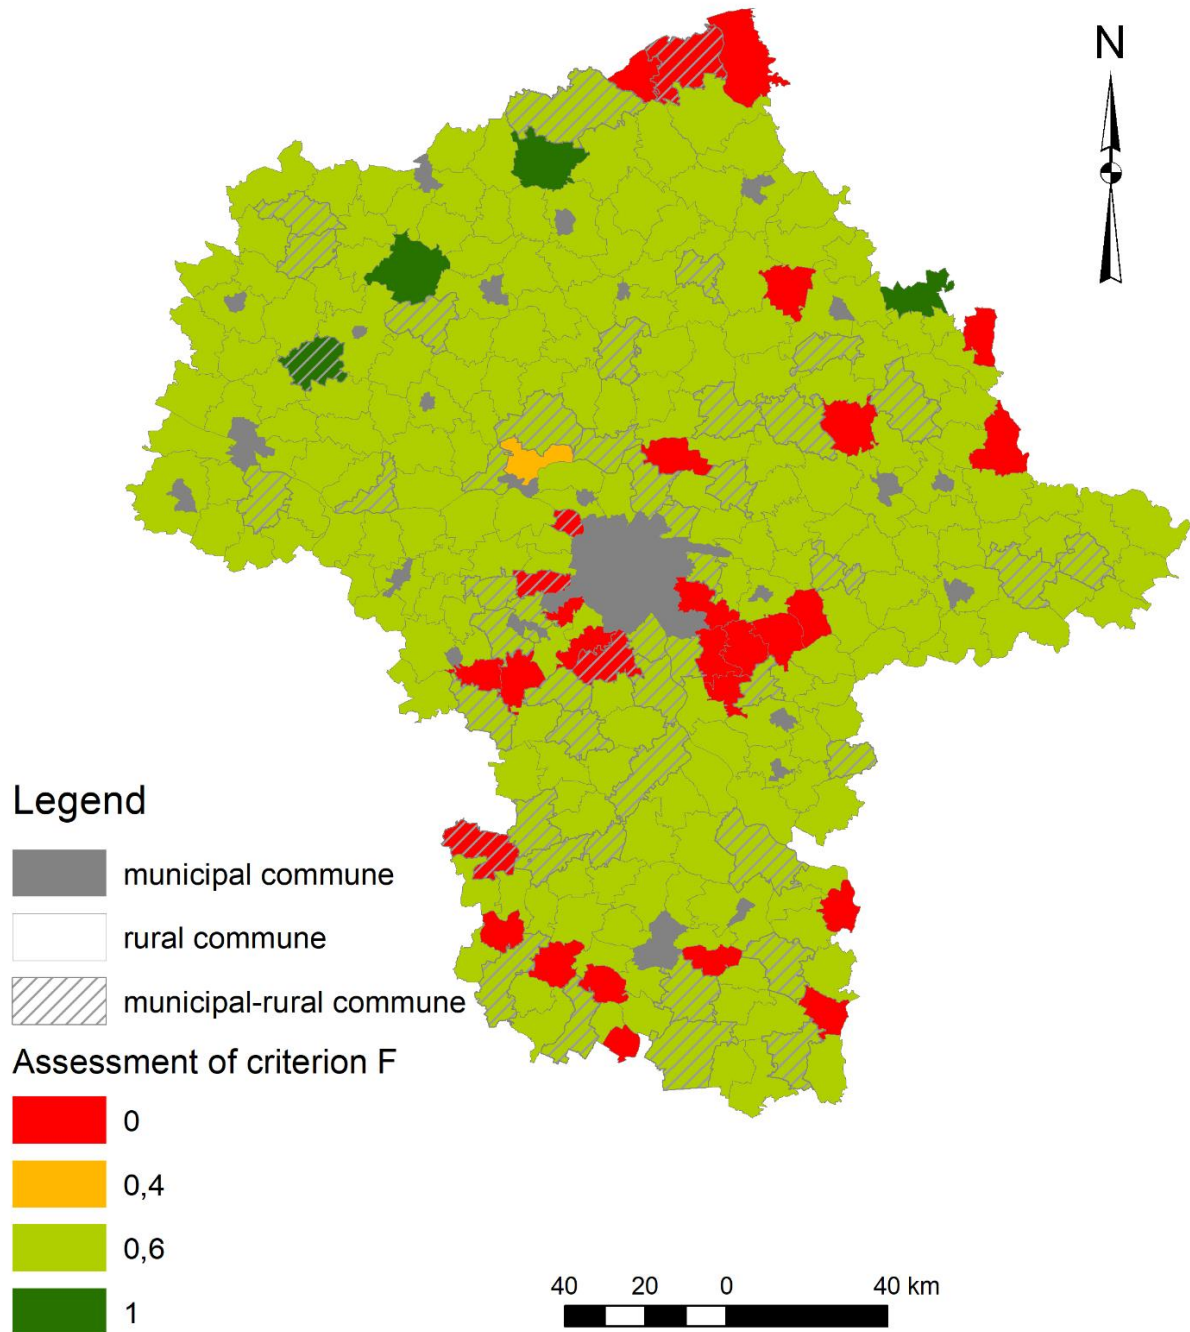 N
Legend
municipal commune
rural commune
municipal-rural commune
Assessment of criterion F
0
0,4
0,6
1
40 20 0 40 km